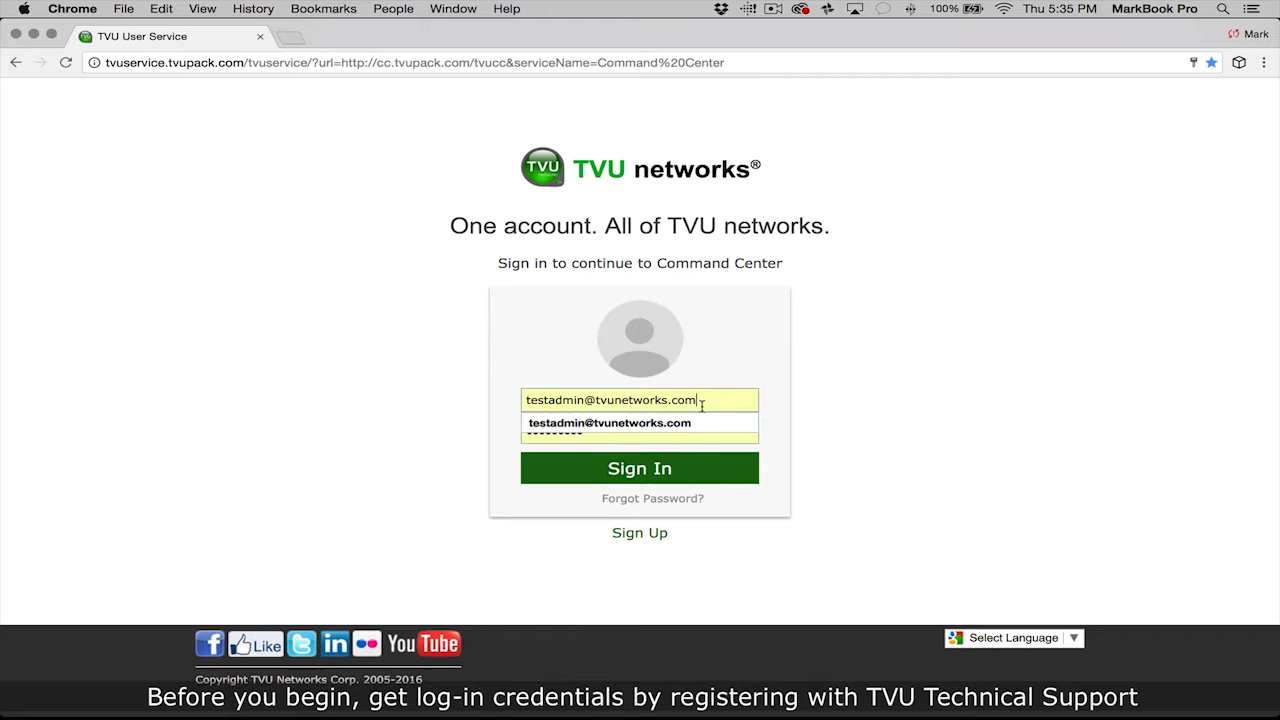 Chrome File Edit View History Bookmarks People Window Help 100% Thu 5:35 PM MarkBook Pro
TVU User Service Mark
tvuservice.tvupack.com/tvuservice/?url=http://cc.tvupack.com/tvucc&serviceName=Command%20Center
TVU networks TVU networks®
One account. All of TVU networks.
Sign in to continue to Command Center
testadmin@tvunetworks.com
testadmin@tvunetworks.com
Sign In
Forgot Password?
Sign Up
f Like in You Tube Select Language
Copyright TVU Networks Corp. 2005-2016
Before you begin, get log-in credentials by registering with TVU Technical Support